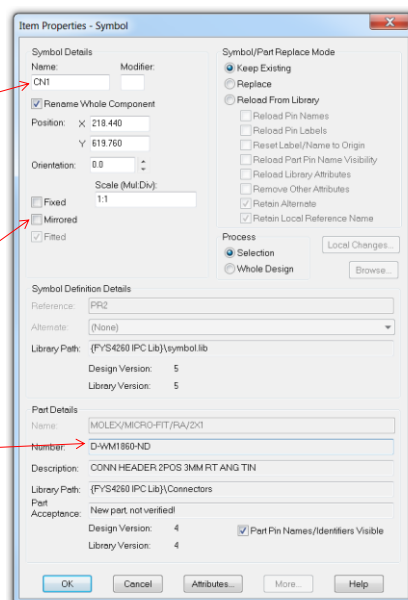 Item Properties - Symbol
Symbol Details
Name: Modifier:
CN1
Rename Whole Component
Position: X 218.440
Y 619.760
Orientation: 0.0
Scale (Mul:Div):
1:1
Fixed
Mirrored
Fitted
Symbol/Part Replace Mode
Keep Existing
Replace
Reload From Library
Reload Pin Names
Reload Pin Labels
Reset Label/Name to Origin
Reload Part Pin Name Visibility
Reload Library Attributes
Remove Other Attributes
Retain Alternate
Retain Local Reference Name
Process
Selection
Whole Design
Local Changes...
Browse...
Symbol Definition Details
Reference: PR2
Alternate: (None)
Library Path: {FYS4260 IPC Lib}\symbol.lib
Design Version: 5
Library Version: 5
Part Details
Name: MOLEX/MICRO-FIT/RA/2X1
Number: D-WM1860-ND
Description: CONN HEADER 2POS 3MM RT ANG TIN
Library Path: {FYS4260 IPC Lib}\Connectors
Part Acceptance: New part, not verified!
Design Version: 4
Library Version: 4
Part Pin Names/Identifiers Visible
OK Cancel Attributes... More... Help